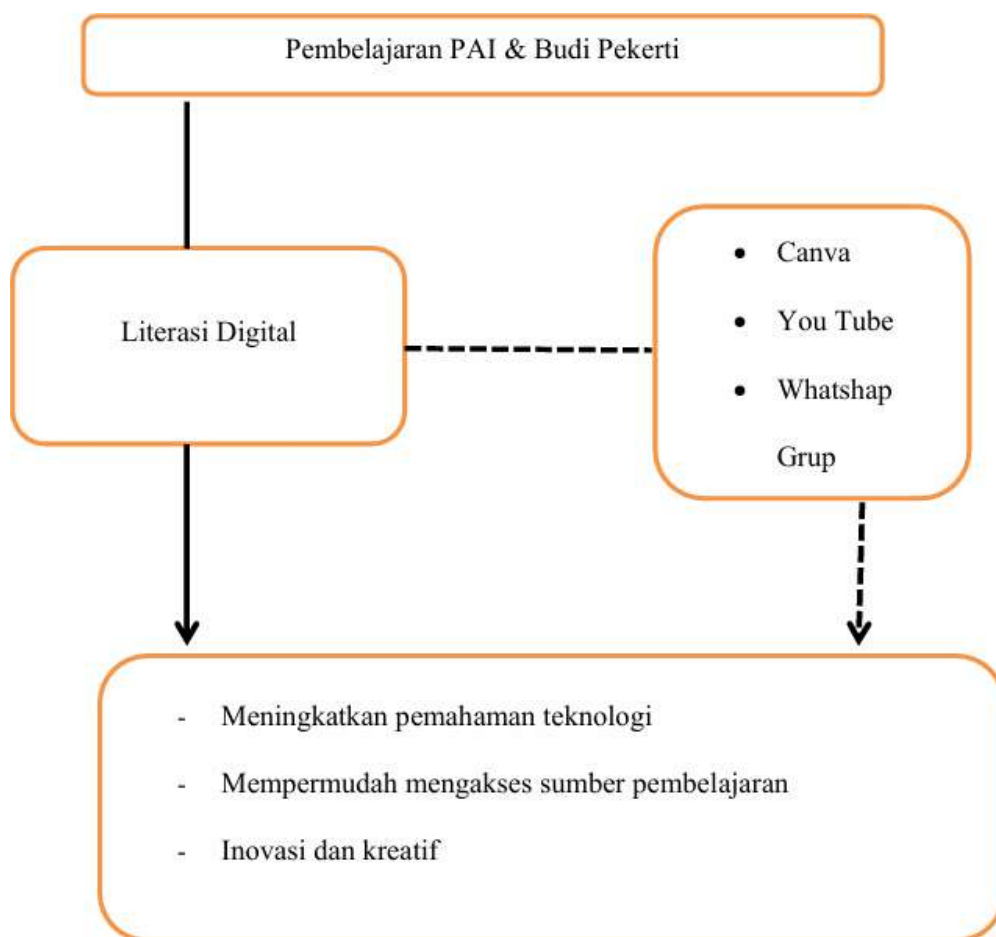 Pembelajaran PAI & Budi Pekerti
Literasi Digital
• Canva
• You Tube
• Whatshap
Grup
- Meningkatkan pemahaman teknologi
- Mempermudah mengakses sumber pembelajaran
- Inovasi dan kreatif